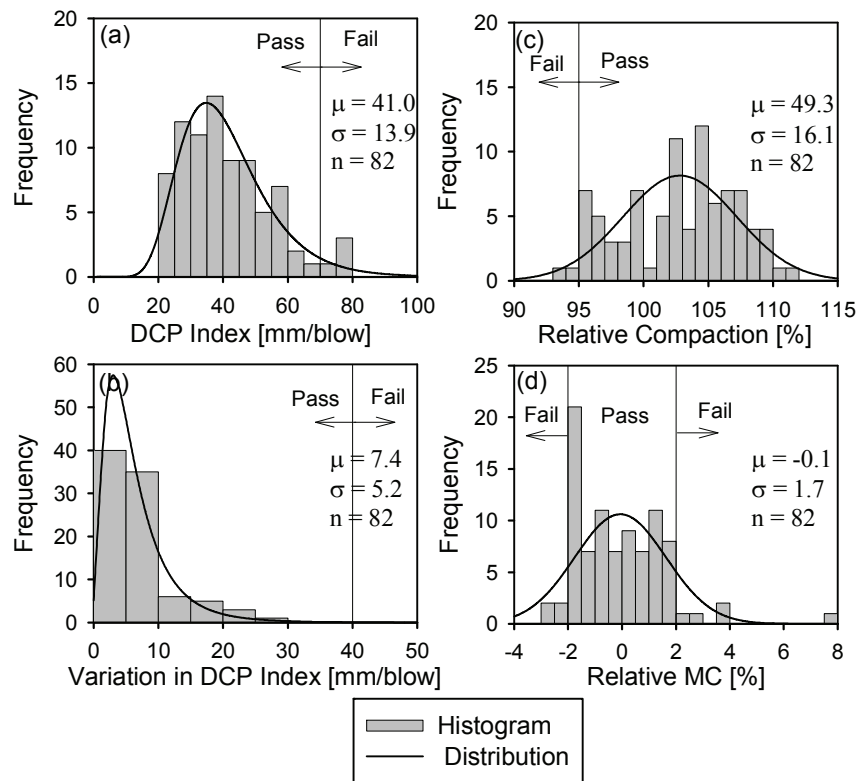 (a)
Pass
Fail
μ = 41.0
σ = 13.9
n = 82
Frequency
20
15
10
5
0
0 20 40 60 80 100
DCP Index [mm/blow]
(c)
Fail
Pass
μ = 49.3
σ = 16.1
n = 82
Frequency
20
15
10
5
0
90 95 100 105 110 115
Relative Compaction [%]
(b)
Pass
Fail
μ = 7.4
σ = 5.2
n = 82
Frequency
60
50
40
30
20
10
0
0 10 20 30 40 50
Variation in DCP Index [mm/blow]
(d)
Fail
Pass
Fail
μ = -0.1
σ = 1.7
n = 82
Frequency
25
20
15
10
5
0
-4 -2 0 2 4 6 8
Relative MC [%]
Histogram
Distribution